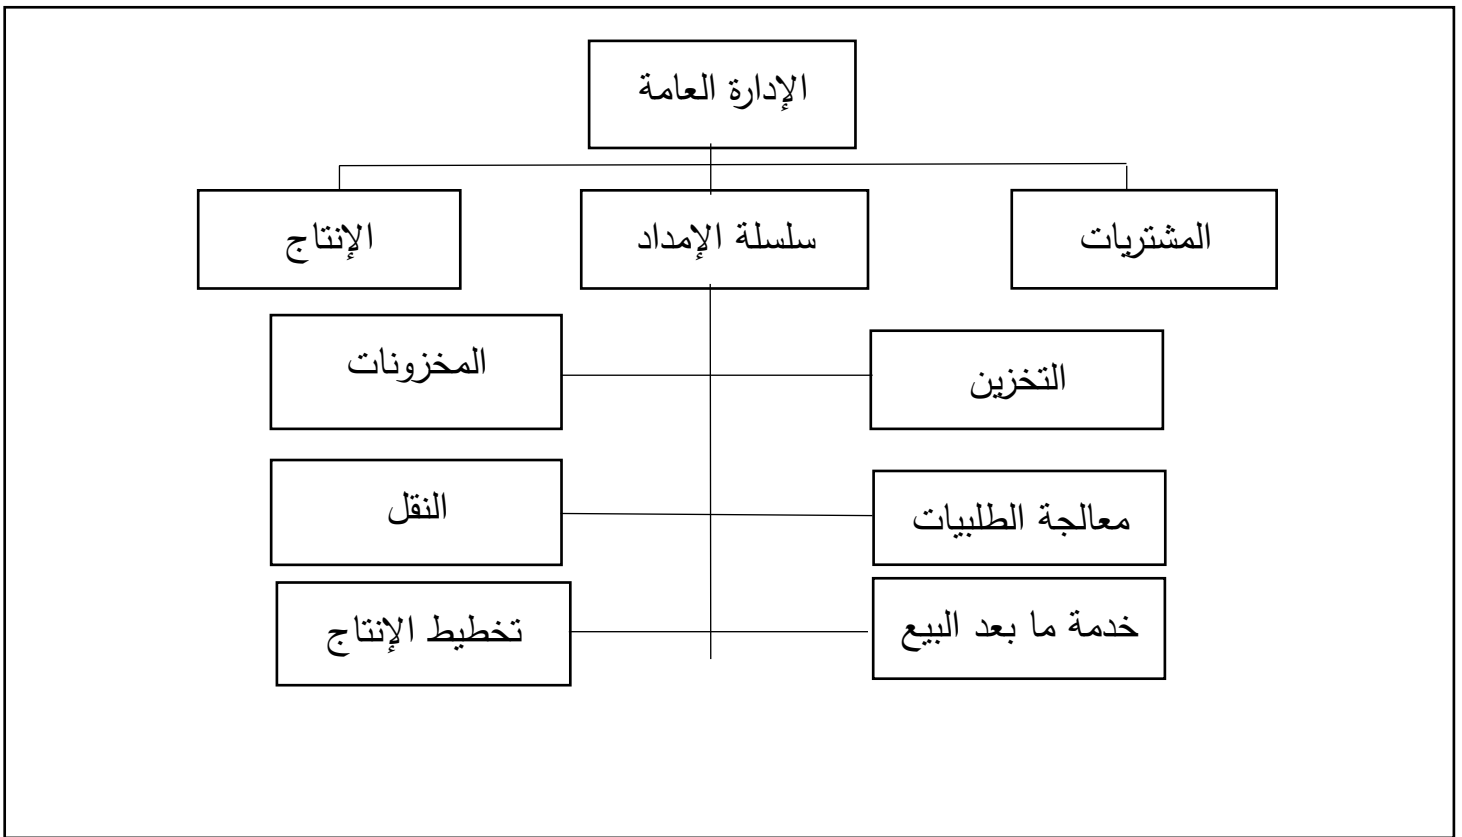 الإدارة العامة
المشتريات
سلسلة الإمداد
الإنتاج
التخزين
المخزونات
معالجة الطلبيات
النقل
خدمة ما بعد البيع
تخطيط الإنتاج